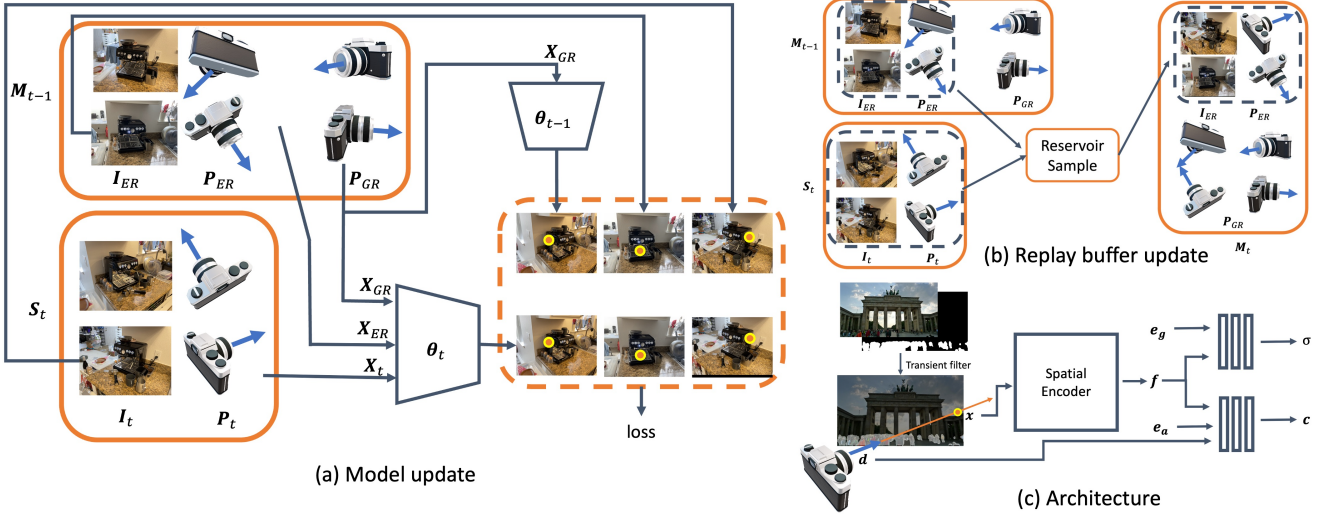 M_{t−1}
I_{ER}
P_{ER}
P_{GR}
X_{GR}
θ_{t−1}
S_t
I_t
P_t
X_{GR}
X_{ER}
X_t
θ_t
loss
(a) Model update
M_{t−1}
I_{ER}
P_{ER}
P_{GR}
S_t
I_t
P_t
Reservoir
Sample
I_{ER}
P_{ER}
P_{GR}
M_t
(b) Replay buffer update
Transient filter
x
d
Spatial
Encoder
f
e_g
e_a
σ
c
(c) Architecture